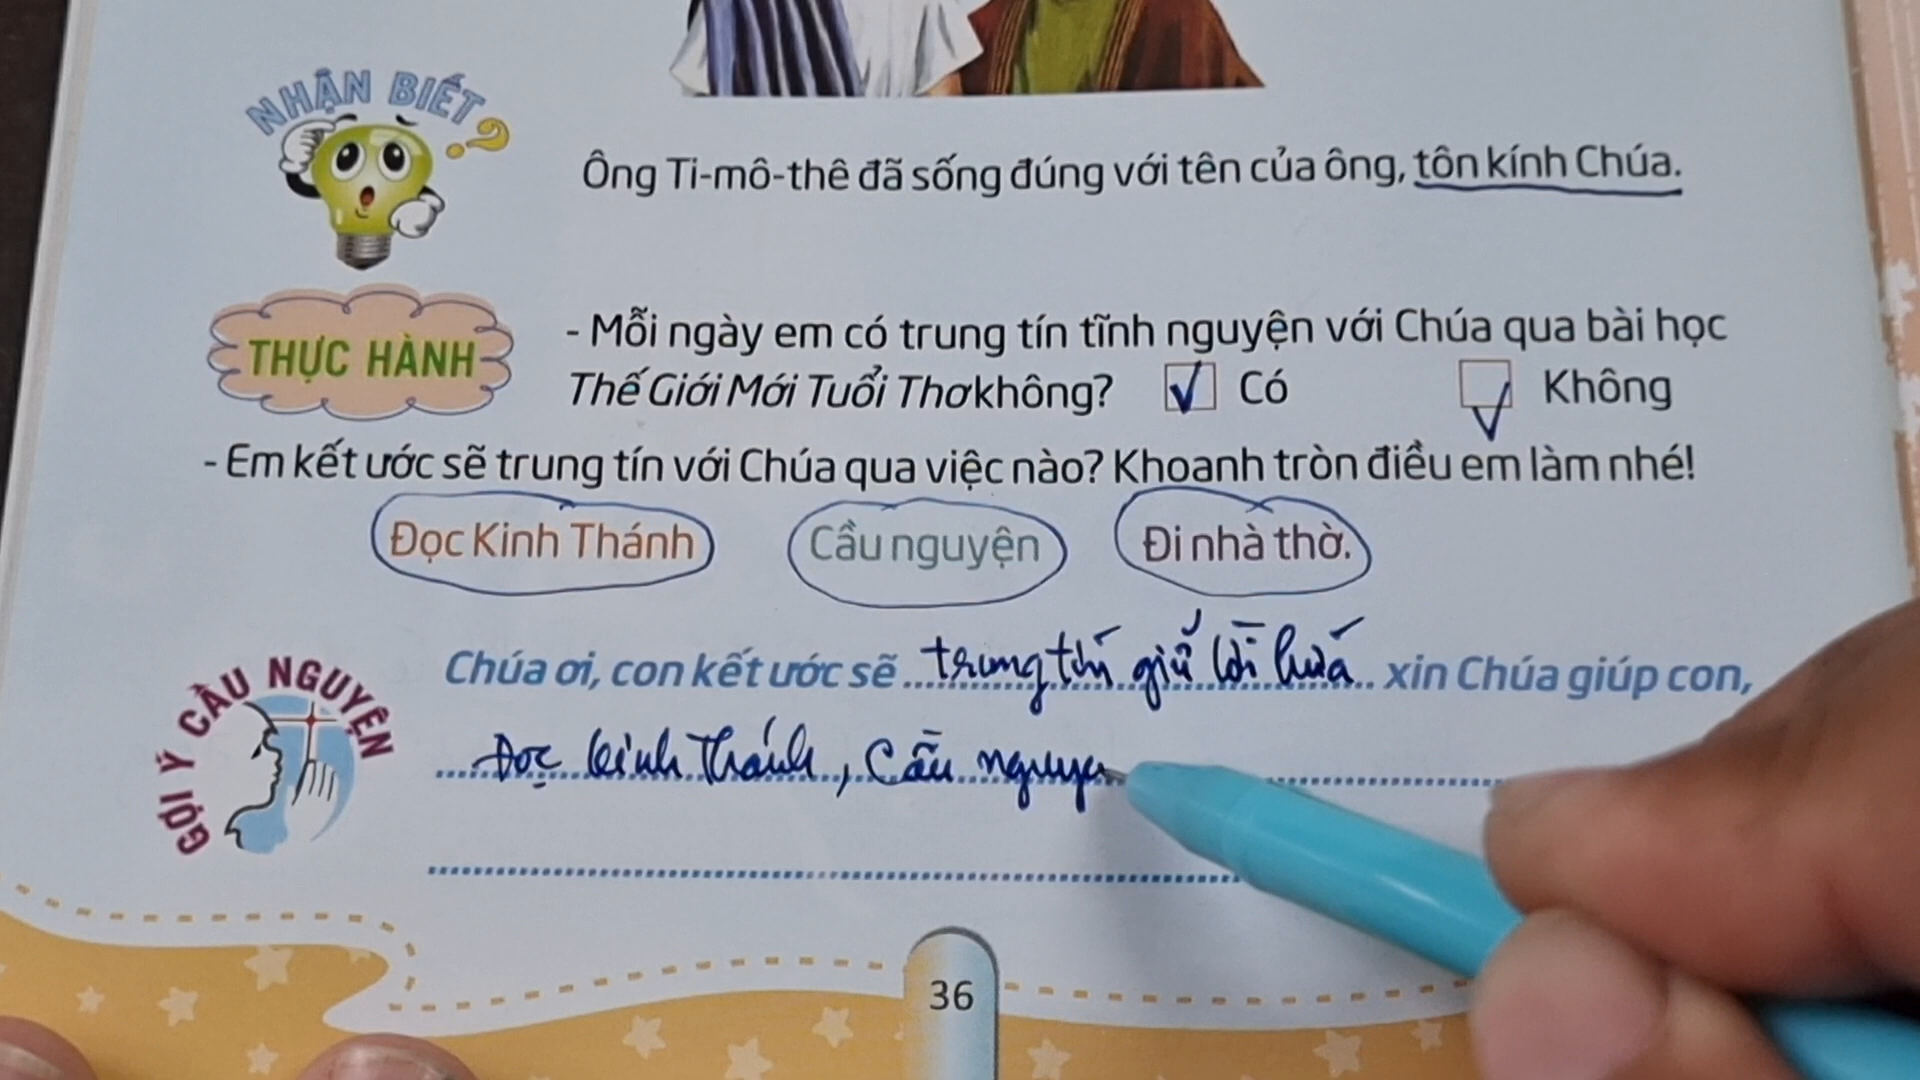 NHẬN BIẾT?
Ông Ti-mô-thê đã sống đúng với tên của ông, tôn kính Chúa.
THỰC HÀNH
- Mỗi ngày em có trung tín tĩnh nguyện với Chúa qua bài học
Thế Giới Mới Tuổi Thơ không? Có Không
- Em kết ước sẽ trung tín với Chúa qua việc nào? Khoanh tròn điều em làm nhé!
Đọc Kinh Thánh Cầu nguyện Đi nhà thờ.
GỢI Ý CẦU NGUYỆN
Chúa ơi, con kết ước sẽ trung tín giữ lời hứa xin Chúa giúp con,
Đọc kinh Thánh, Cầu nguyệ
36